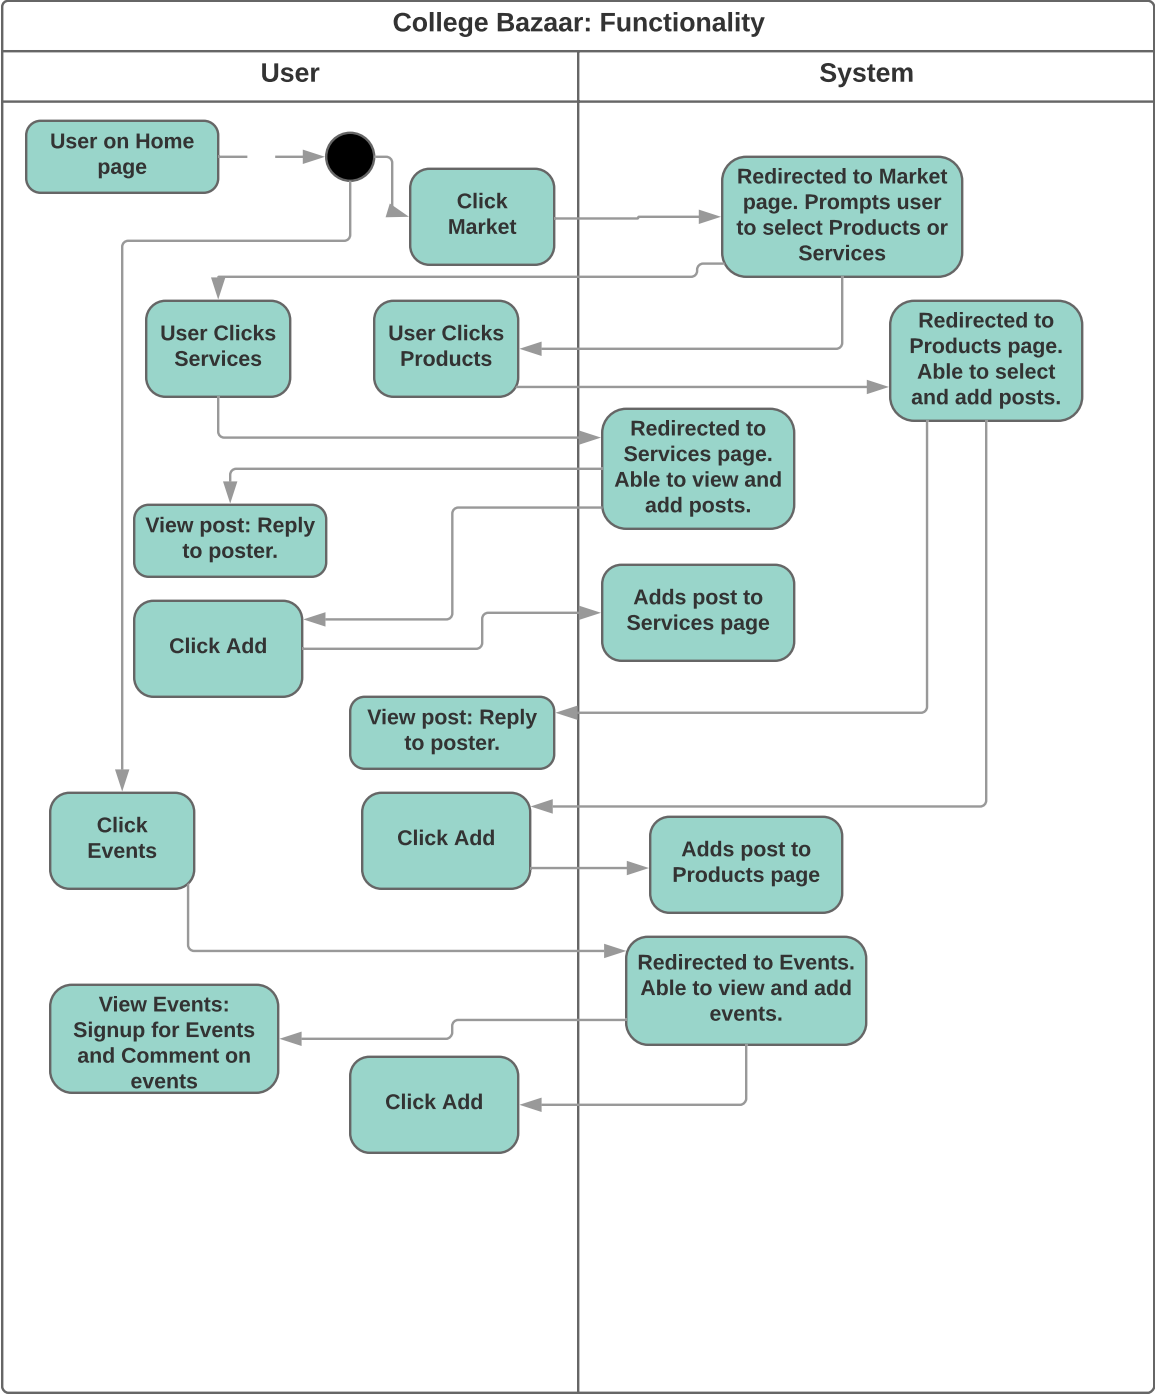 College Bazaar: Functionality
User
System
User on Home
page
Click
Market
Redirected to Market
page. Prompts user
to select Products or
Services
User Clicks
Services
User Clicks
Products
Redirected to
Products page.
Able to select
and add posts.
Redirected to
Services page.
Able to view and
add posts.
View post: Reply
to poster.
Click Add
Adds post to
Services page
View post: Reply
to poster.
Click
Events
Click Add
Adds post to
Products page
Redirected to Events.
Able to view and add
events.
View Events:
Signup for Events
and Comment on
events
Click Add